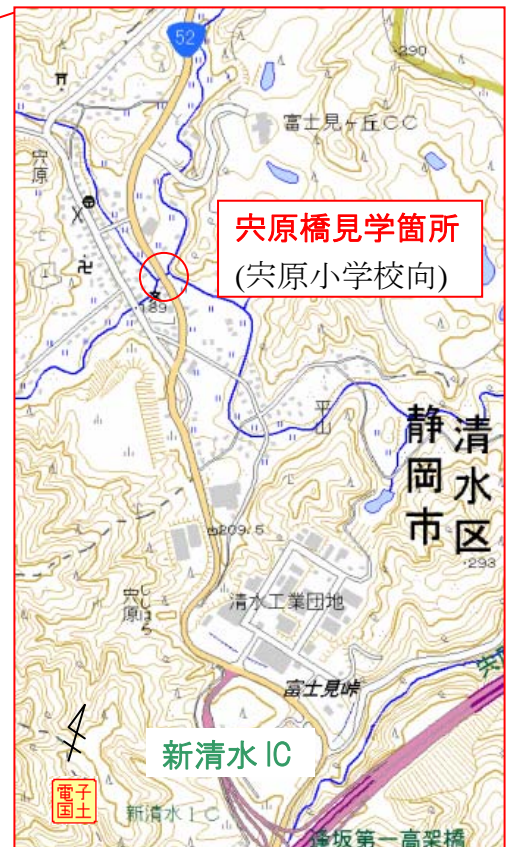 52
·290
富士見ヶ丘CC
宍原
宍原橋見学箇所
(宍原小学校向)
文
·189
平山
静岡市
清水区
209.5
·293
ししはら
宍原
清水工業団地
富士見峠
新清水IC
電子
国土
新清水IC
逢坂第一高架橋